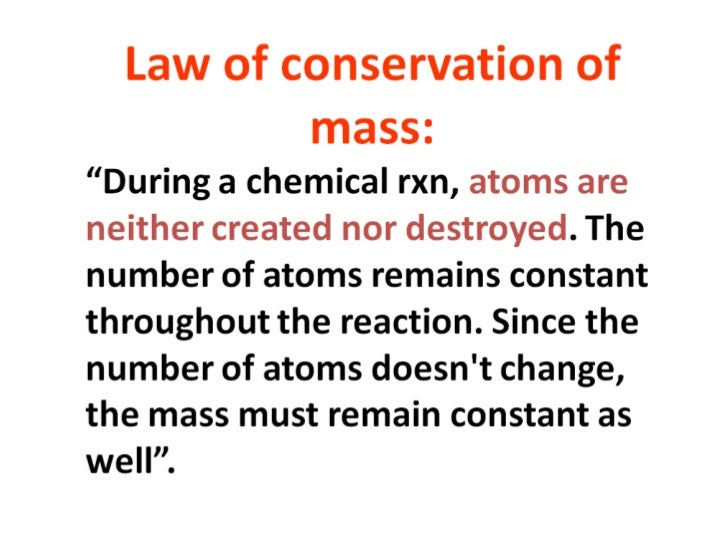 Law of conservation of
mass:
“During a chemical rxn, atoms are
neither created nor destroyed. The
number of atoms remains constant
throughout the reaction. Since the
number of atoms doesn't change,
the mass must remain constant as
well”.